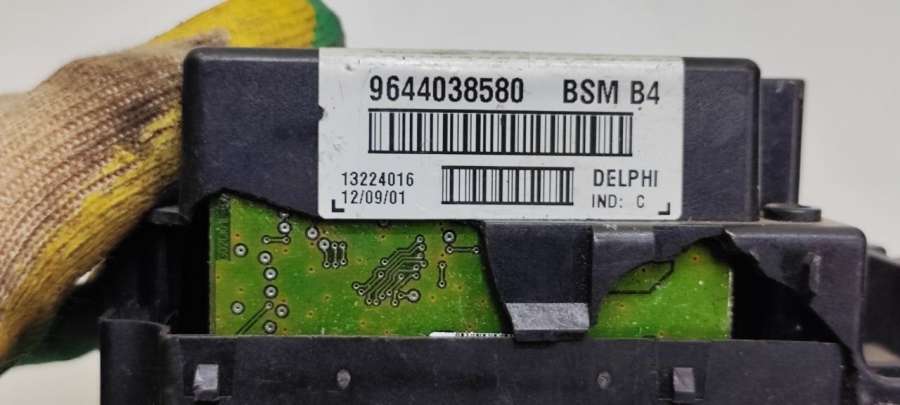 9644038580 BSM B4
13224016 DELPHI
12/09/01 IND: C